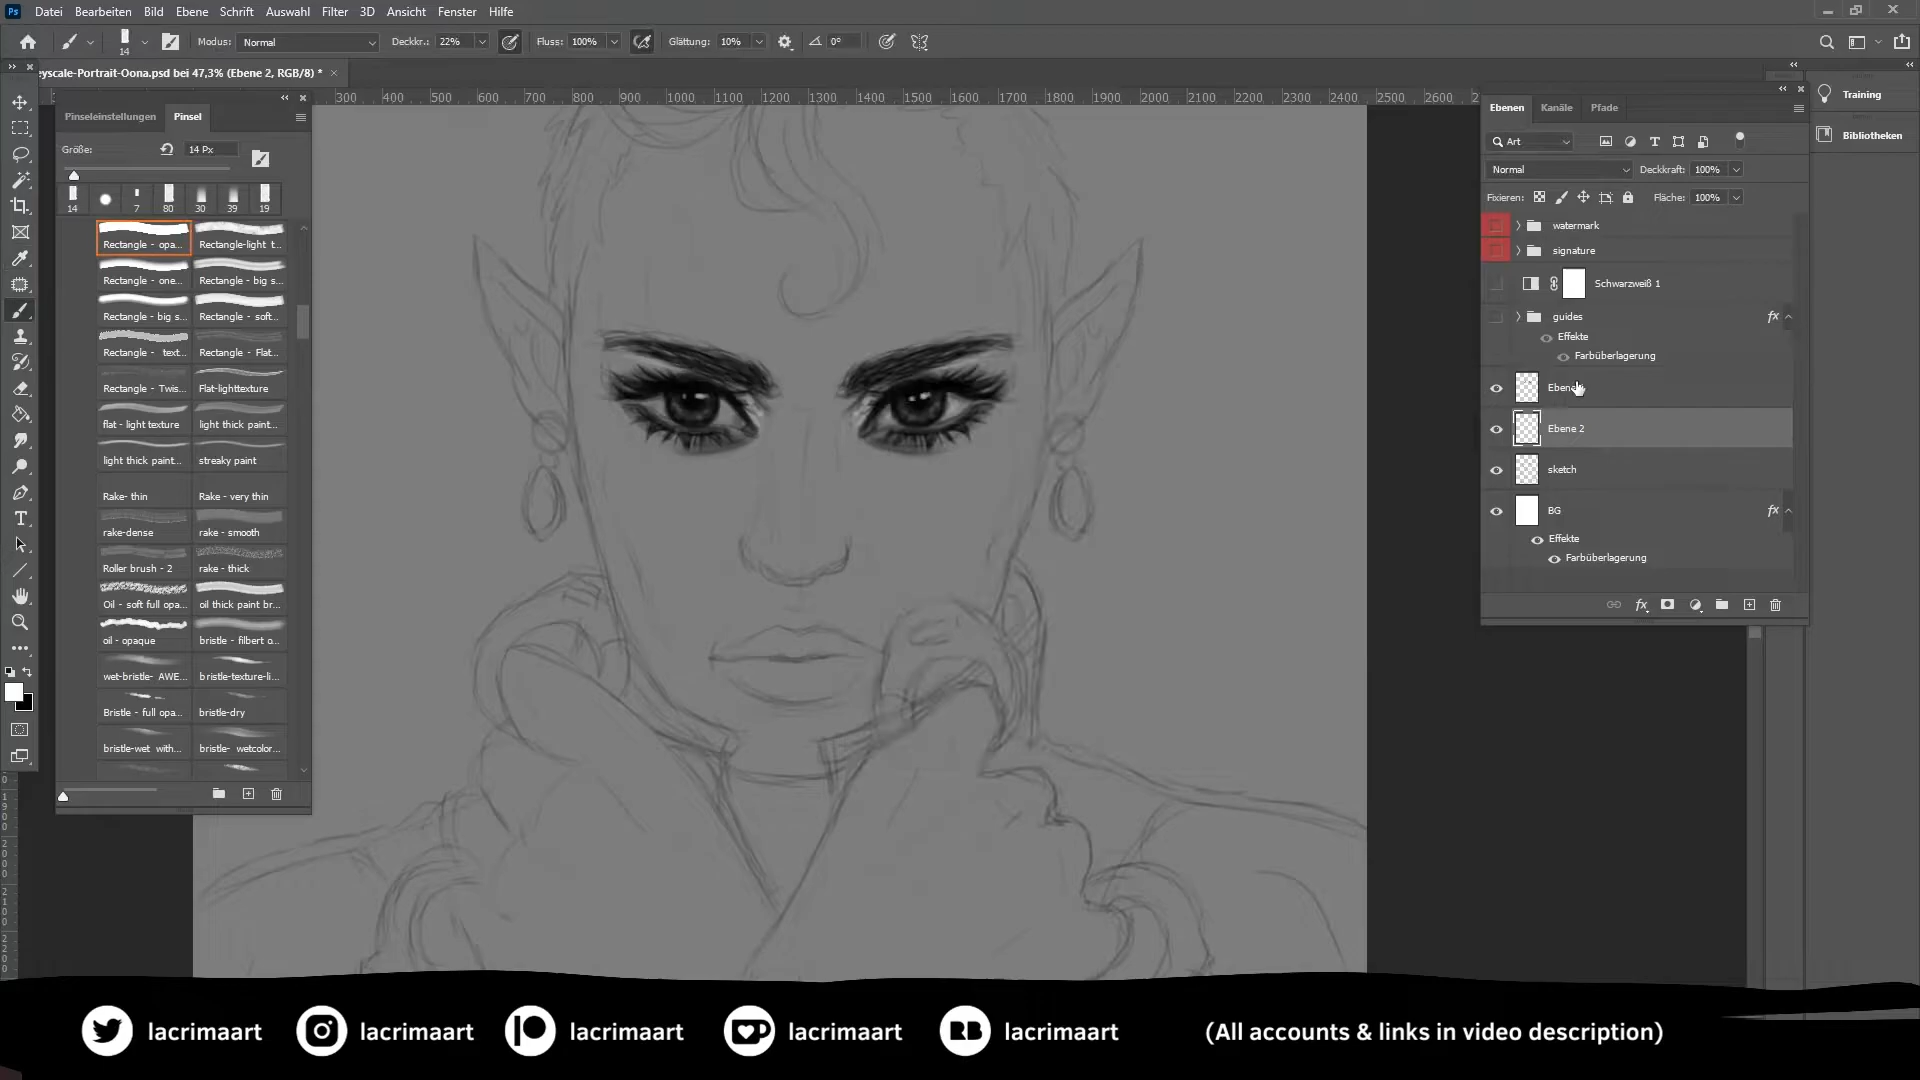 Ps Datei Bearbeiten Bild Ebene Schrift Auswahl Filter 3D Ansicht Fenster Hilfe
14 Modus: Normal Deckkr.: 22% Fluss: 100% Glättung: 10% 0°
eyscale-Portrait-Oona.psd bei 47,3% (Ebene 2, RGB/8) * ×
300 400 500 600 700 800 900 1000 1100 1200 1300 1400 1500 1600 1700 1800 1900 2000 2100 2200 2300 2400 2500 2600
Pinseleinstellungen Pinsel
Größe: 14 Px
14 7 80 30 39 19
Rectangle - opa... Rectangle-light t...
Rectangle - one... Rectangle - big s...
Rectangle - big s... Rectangle - soft...
Rectangle - text... Rectangle - Flat...
Rectangle - Twis... Flat-lighttexture
flat - light texture light thick paint...
light thick paint... streaky paint
Rake- thin Rake - very thin
rake-dense rake - smooth
Roller brush - 2 rake - thick
Oil - soft full opa... oil thick paint br...
oil - opaque bristle - filbert o...
wet-bristle- AWE... bristle-texture-li...
Bristle - full opa... bristle-dry
bristle-wet with... bristle- wetcolor...
Ebenen Kanäle Pfade
Art
Normal Deckkraft: 100%
Fixieren: Fläche: 100%
watermark
signature
Schwarzweiß 1
guides fx
Effekte
Farbüberlagerung
Ebene 2
sketch
BG fx
Effekte
Farbüberlagerung
fx
Training
Bibliotheken
lacrimaart lacrimaart lacrimaart lacrimaart RB lacrimaart (All accounts & links in video description)